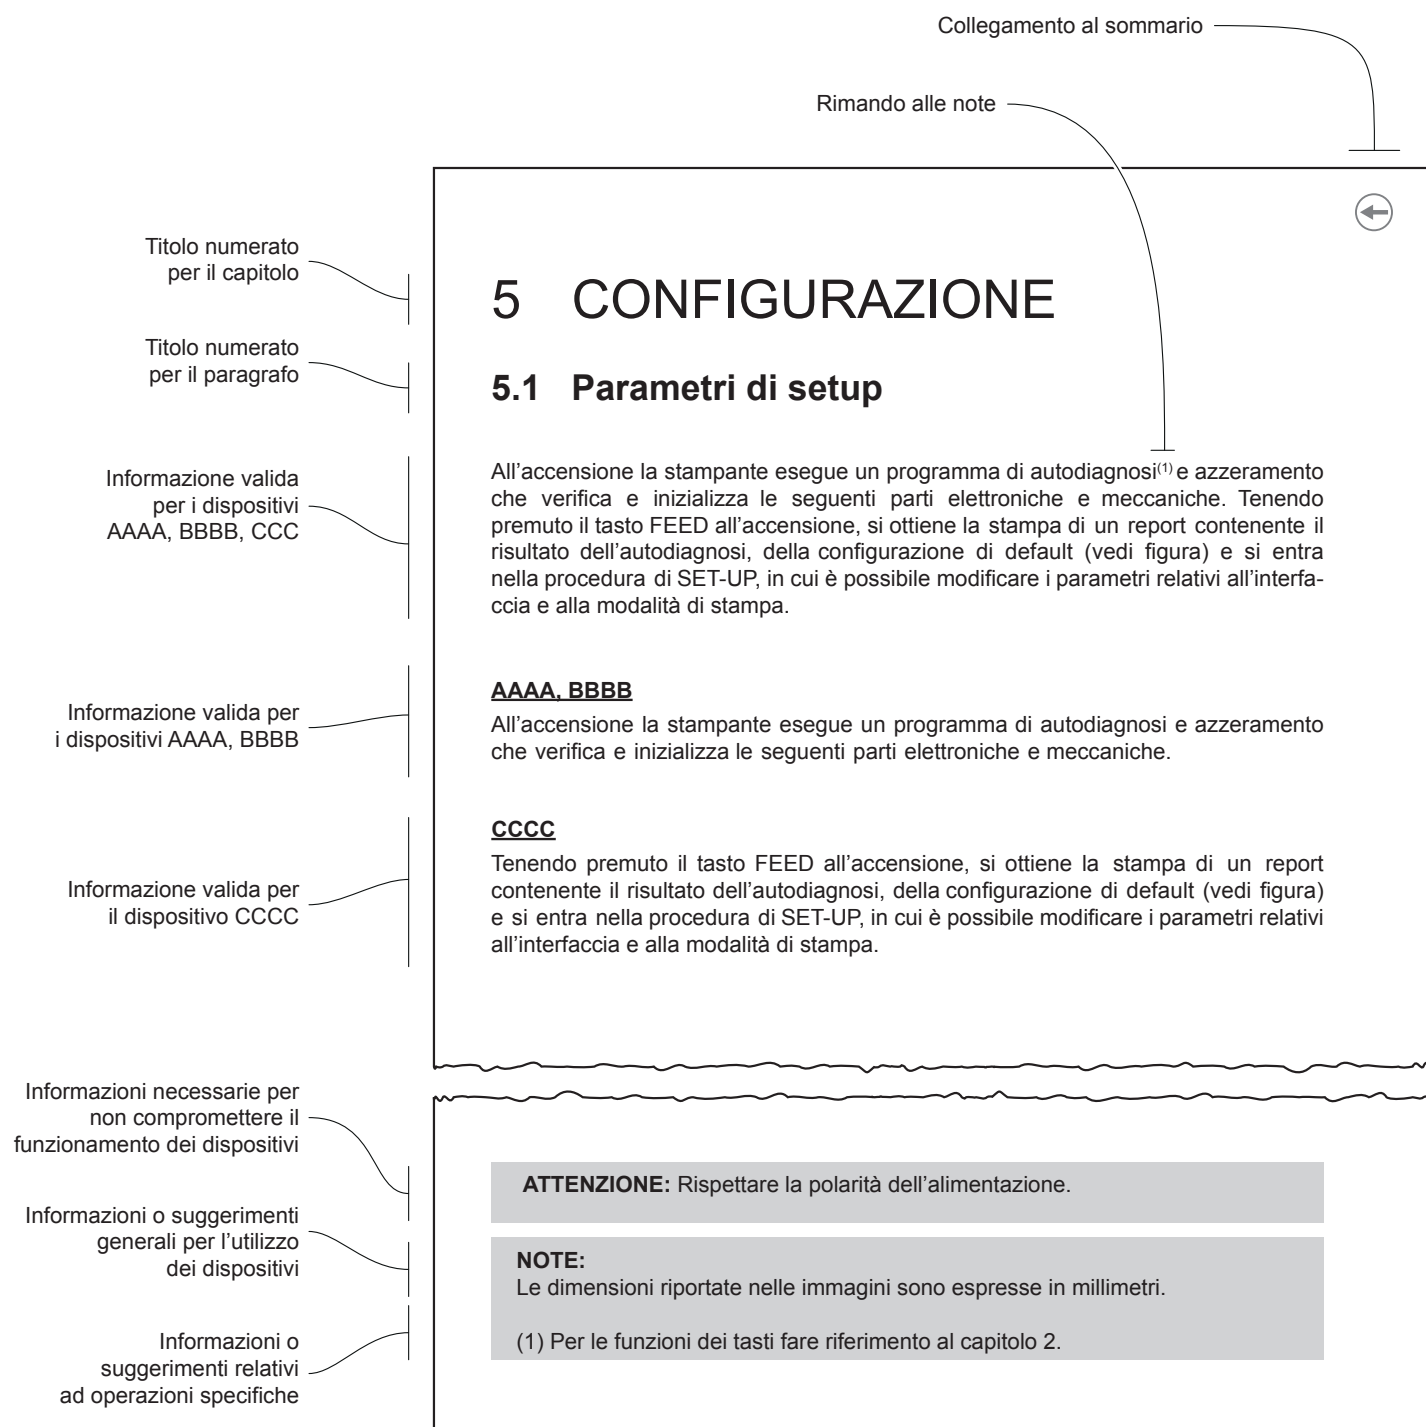 Collegamento al sommario
Rimando alle note
Titolo numerato
per il capitolo
5 CONFIGURAZIONE
Titolo numerato
per il paragrafo
5.1 Parametri di setup
Informazione valida
per i dispositivi
AAAA, BBBB, CCC
All'accensione la stampante esegue un programma di autodiagnosi(1) e azzeramento
che verifica e inizializza le seguenti parti elettroniche e meccaniche. Tenendo
premuto il tasto FEED all'accensione, si ottiene la stampa di un report contenente il
risultato dell'autodiagnosi, della configurazione di default (vedi figura) e si entra
nella procedura di SET-UP, in cui è possibile modificare i parametri relativi all'interfa-
ccia e alla modalità di stampa.
Informazione valida per
i dispositivi AAAA, BBBB
AAAA, BBBB
All'accensione la stampante esegue un programma di autodiagnosi e azzeramento
che verifica e inizializza le seguenti parti elettroniche e meccaniche.
Informazione valida per
il dispositivo CCCC
CCCC
Tenendo premuto il tasto FEED all'accensione, si ottiene la stampa di un report
contenente il risultato dell'autodiagnosi, della configurazione di default (vedi figura)
e si entra nella procedura di SET-UP, in cui è possibile modificare i parametri relativi
all'interfaccia e alla modalità di stampa.
Informazioni necessarie per
non compromettere il
funzionamento dei dispositivi
ATTENZIONE: Rispettare la polarità dell'alimentazione.
Informazioni o suggerimenti
generali per l'utilizzo
dei dispositivi
NOTE:
Le dimensioni riportate nelle immagini sono espresse in millimetri.
Informazioni o
suggerimenti relativi
ad operazioni specifiche
(1) Per le funzioni dei tasti fare riferimento al capitolo 2.